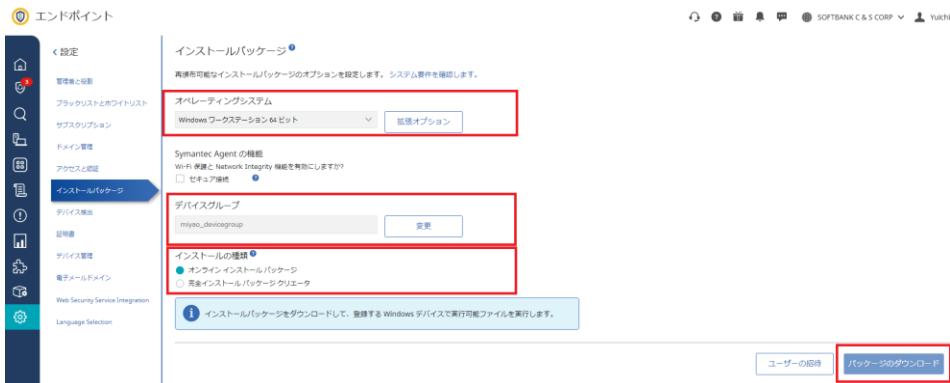 エンドポイント
SOFTBANK C & S CORP
Yuichi
設定
管理者と役割
ブラックリストとホワイトリスト
サブスクリプション
ドメイン管理
アクセスと認証
インストールパッケージ
デバイス検出
証明書
デバイス管理
電子メールドメイン
Web Security Service Integration
Language Selection
インストールパッケージ
再頒布可能なインストールパッケージのオプションを設定します。 システム要件を確認します。
オペレーティングシステム
Windows ワークステーション 64 ビット
拡張オプション
Symantec Agent の機能
Wi-Fi 保護と Network Integrity 機能を有効にしますか?
セキュア接続
デバイスグループ
miyao_devicegroup
変更
インストールの種類
オンライン インストール パッケージ
完全インストール パッケージ クリエータ
インストールパッケージをダウンロードして、登録する Windows デバイスで実行可能ファイルを実行します。
ユーザーの招待
パッケージのダウンロード